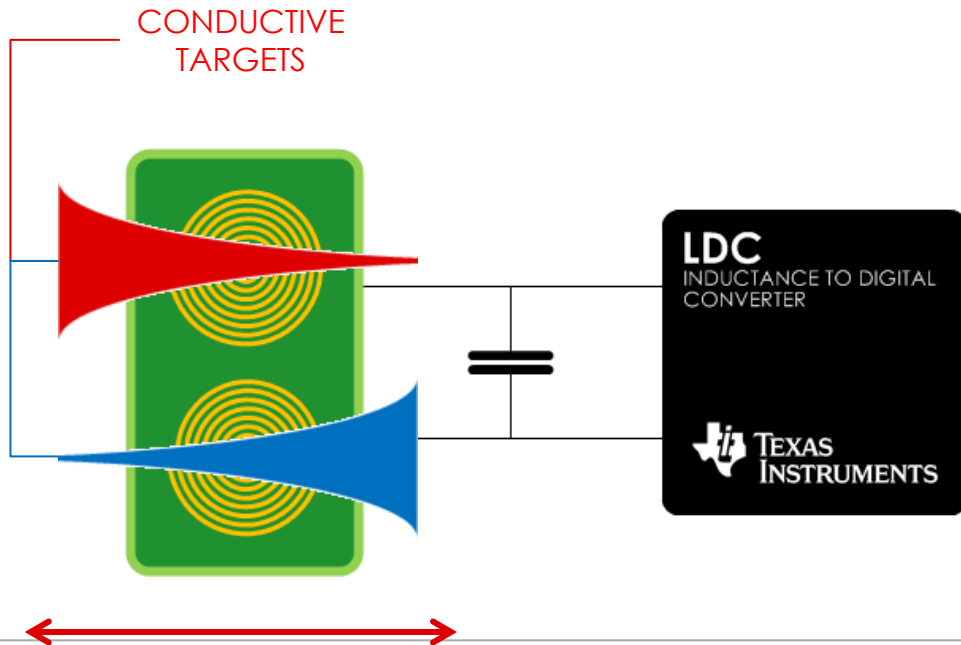 CONDUCTIVE
TARGETS
LDC
INDUCTANCE TO DIGITAL
CONVERTER
TEXAS
INSTRUMENTS